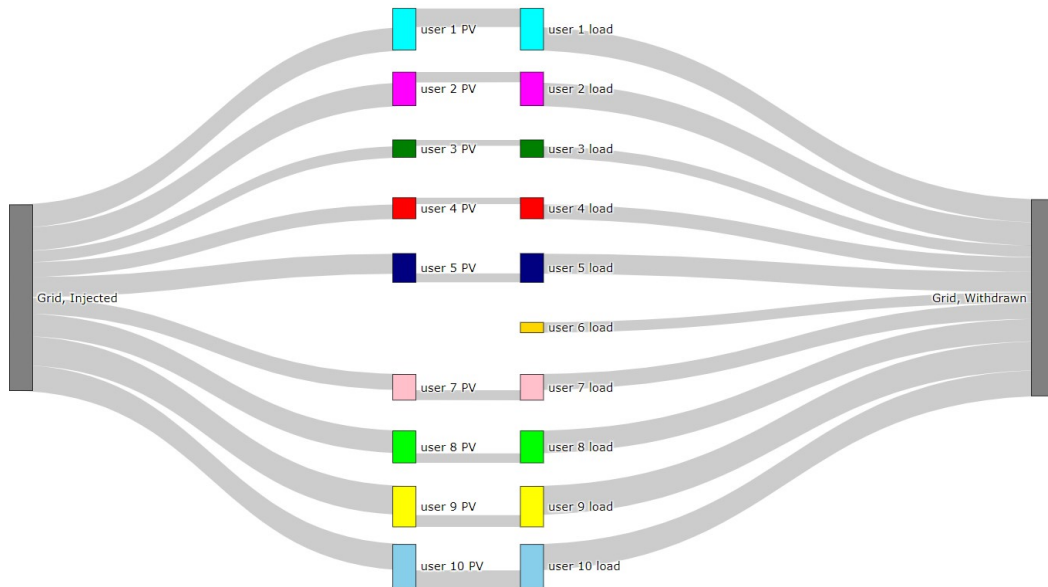 user 1 PV
user 1 load
user 2 PV
user 2 load
user 3 PV
user 3 load
user 4 PV
user 4 load
user 5 PV
user 5 load
Grid, Injected
Grid, Withdrawn
user 6 load
user 7 PV
user 7 load
user 8 PV
user 8 load
user 9 PV
user 9 load
user 10 PV
user 10 load